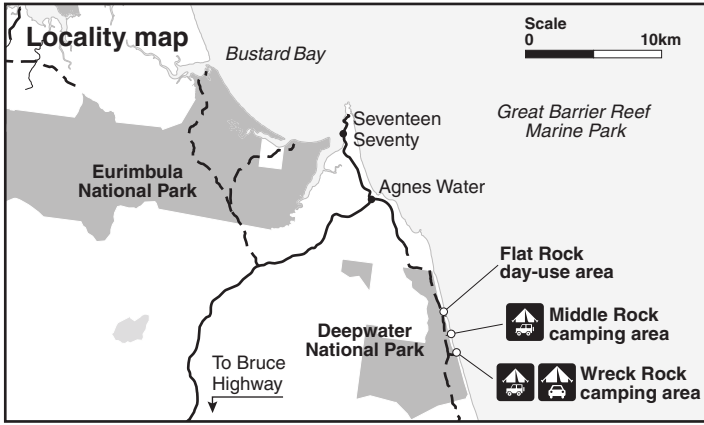 Locality map
Bustard Bay
Scale
0 10km
Great Barrier Reef
Marine Park
Seventeen
Seventy
Eurimbula
National Park
Agnes Water
Flat Rock
day-use area
Middle Rock
camping area
Deepwater
National Park
Wreck Rock
camping area
To Bruce
Highway